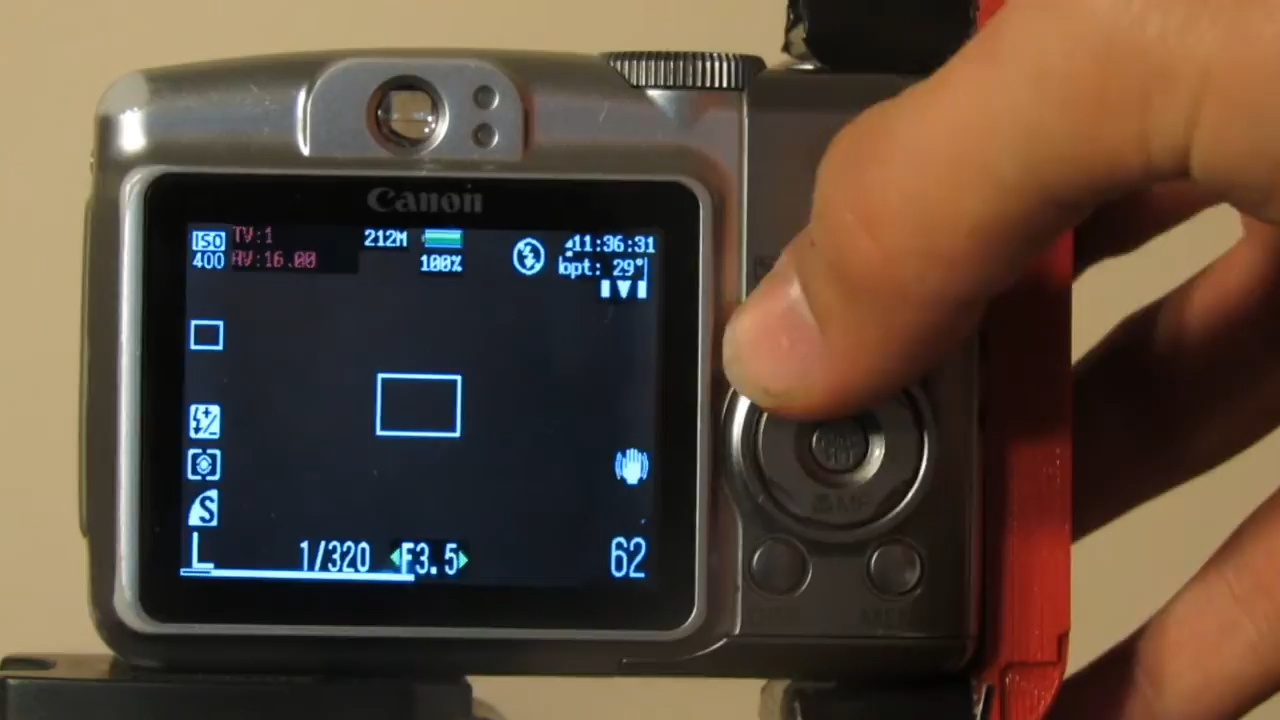 Canon
ISO
400
TV:1
AV:16.00
212M
100%
11:36:31
opt: 29°
S
L
1/320
F3.5
62
MF